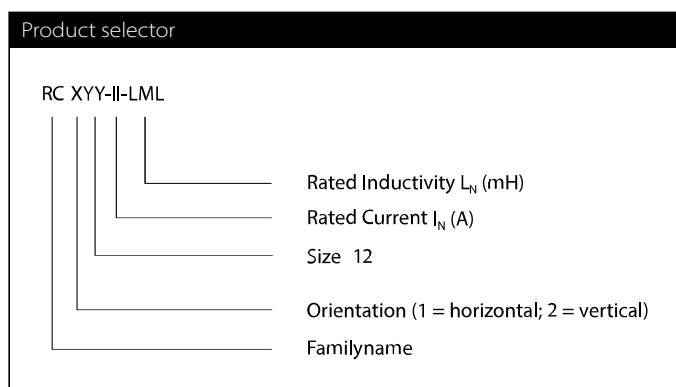 Product selector
RC XYY-II-LML
Rated Inductivity L_N (mH)
Rated Current I_N (A)
Size 12
Orientation (1 = horizontal; 2 = vertical)
Familyname